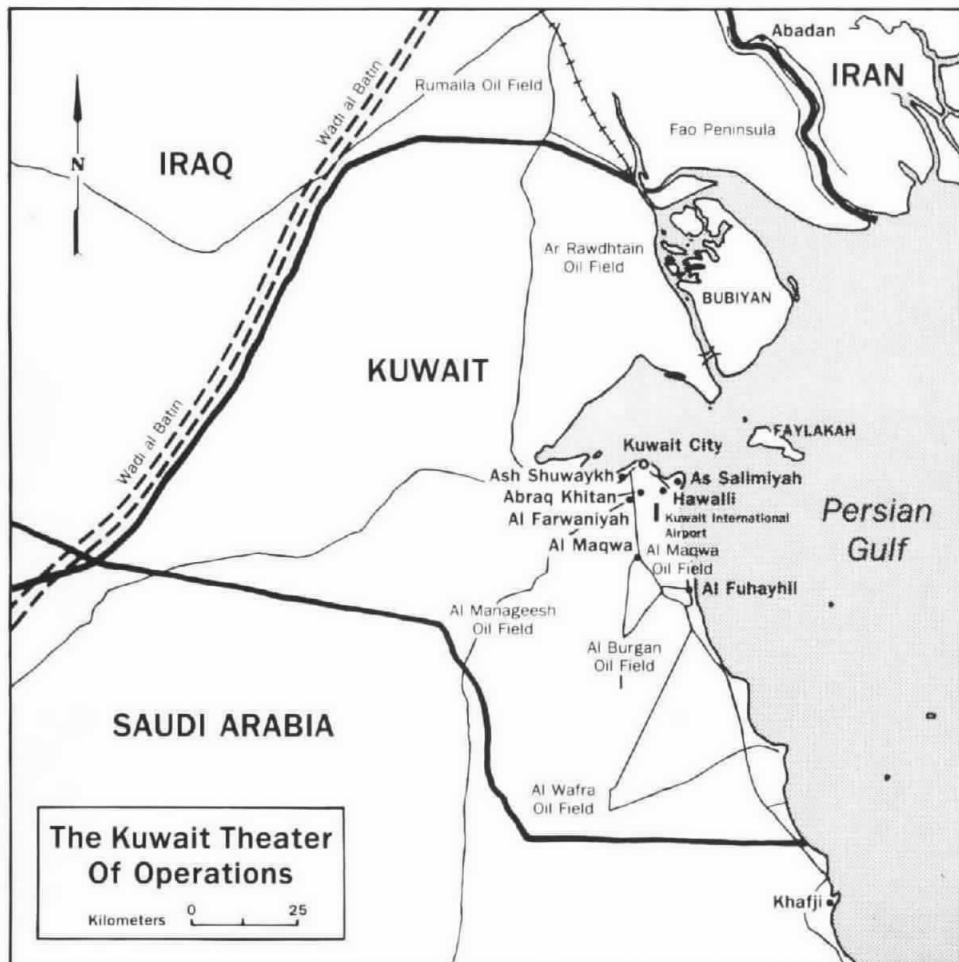 Abadan
IRAN
Rumaila Oil Field
Wadi al Batin
Fao Peninsula
IRAQ
N
Ar Rawdhtain
Oil Field
BUBIYAN
KUWAIT
Wadi al Batin
FAYLAKAH
Kuwait City
Ash Shuwaykh
As Salimiyah
Abraq Khitan
Hawalli
Al Farwaniyah
Kuwait International
Airport
Persian
Gulf
Al Maqwa
Al Maqwa
Oil Field
Al Fuhayhil
Al Manageesh
Oil Field
Al Burgan
Oil Field
SAUDI ARABIA
Al Wafra
Oil Field
The Kuwait Theater
Of Operations
Kilometers 0 25
Khafji